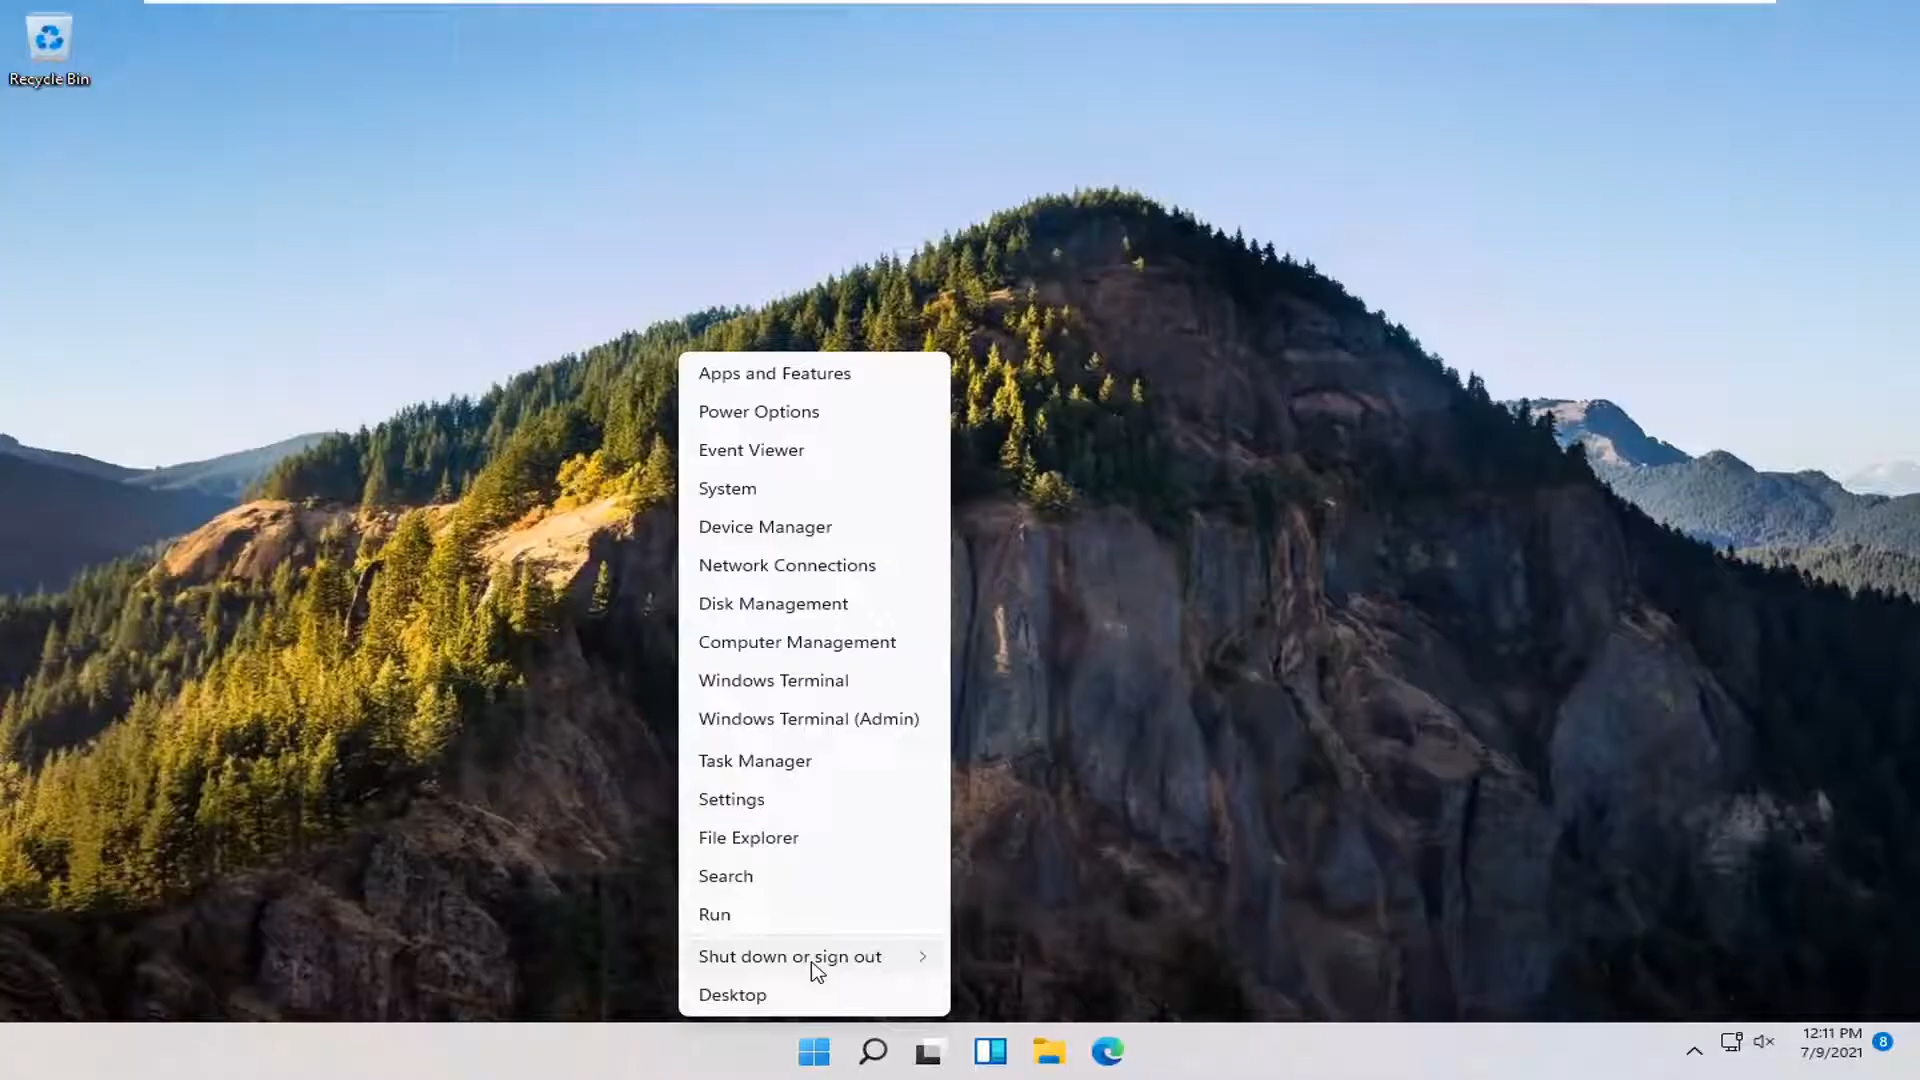 Recycle Bin
Apps and Features
Power Options
Event Viewer
System
Device Manager
Network Connections
Disk Management
Computer Management
Windows Terminal
Windows Terminal (Admin)
Task Manager
Settings
File Explorer
Search
Run
Shut down or sign out
Desktop
12:11 PM
7/9/2021
8